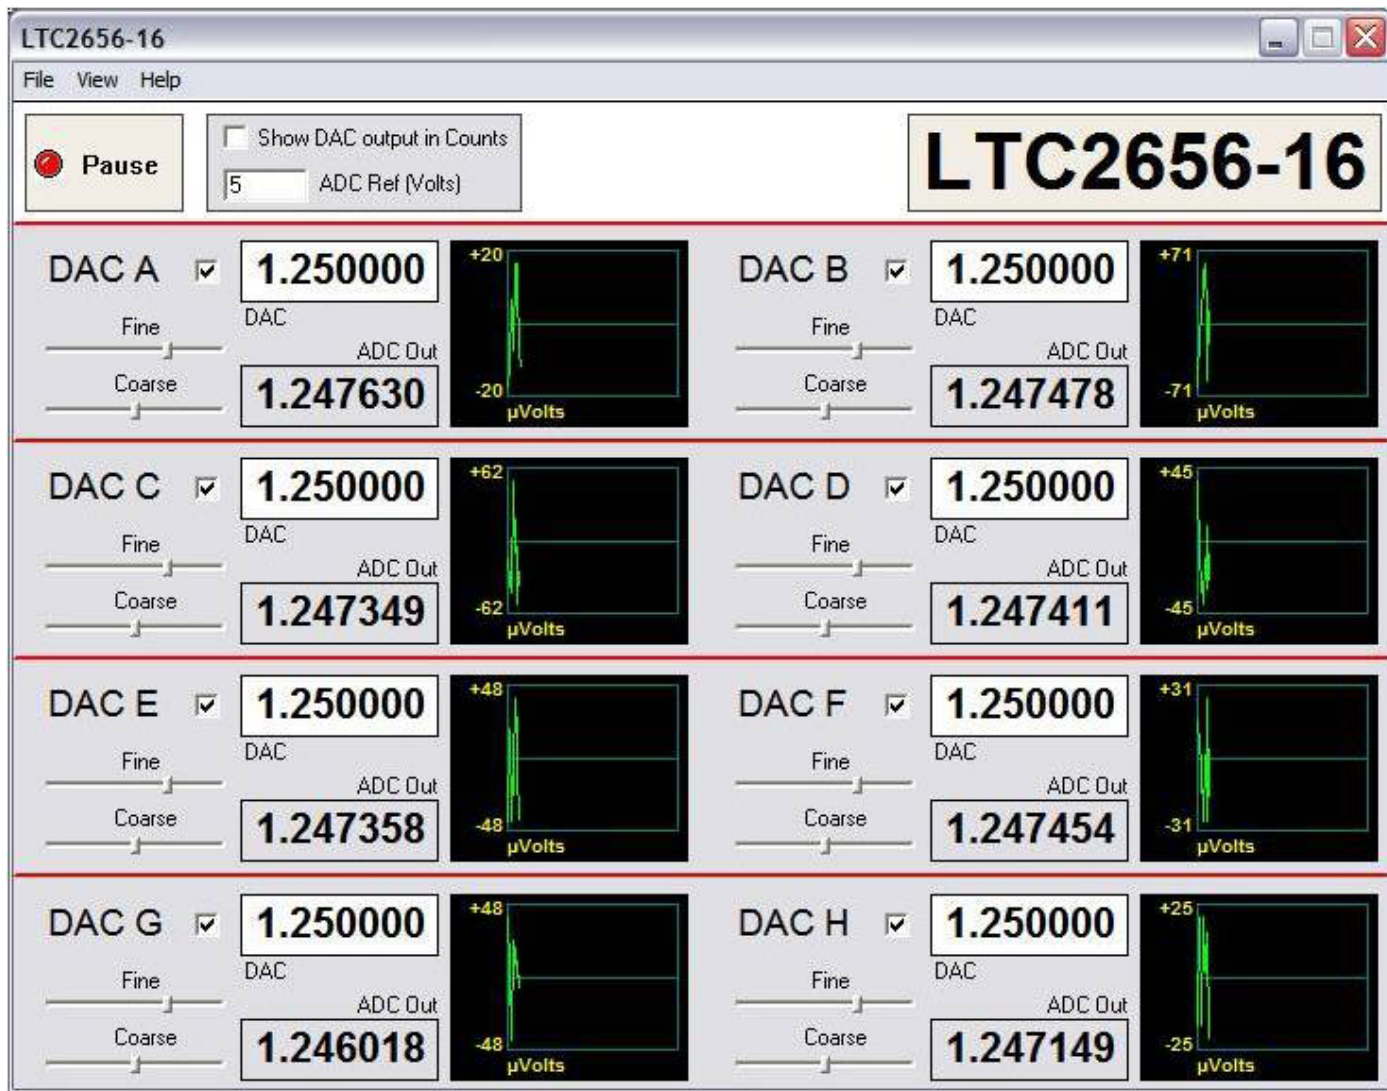 LTC2656-16
File View Help
Pause
Show DAC output in Counts
5 ADC Ref (Volts)
LTC2656-16
DAC A
1.250000
DAC
Fine
ADC Out
Coarse
1.247630
+20
-20
µVolts
DAC B
1.250000
DAC
Fine
ADC Out
Coarse
1.247478
+71
-71
µVolts
DAC C
1.250000
DAC
Fine
ADC Out
Coarse
1.247349
+62
-62
µVolts
DAC D
1.250000
DAC
Fine
ADC Out
Coarse
1.247411
+45
-45
µVolts
DAC E
1.250000
DAC
Fine
ADC Out
Coarse
1.247358
+48
-48
µVolts
DAC F
1.250000
DAC
Fine
ADC Out
Coarse
1.247454
+31
-31
µVolts
DAC G
1.250000
DAC
Fine
ADC Out
Coarse
1.246018
+48
-48
µVolts
DAC H
1.250000
DAC
Fine
ADC Out
Coarse
1.247149
+25
-25
µVolts